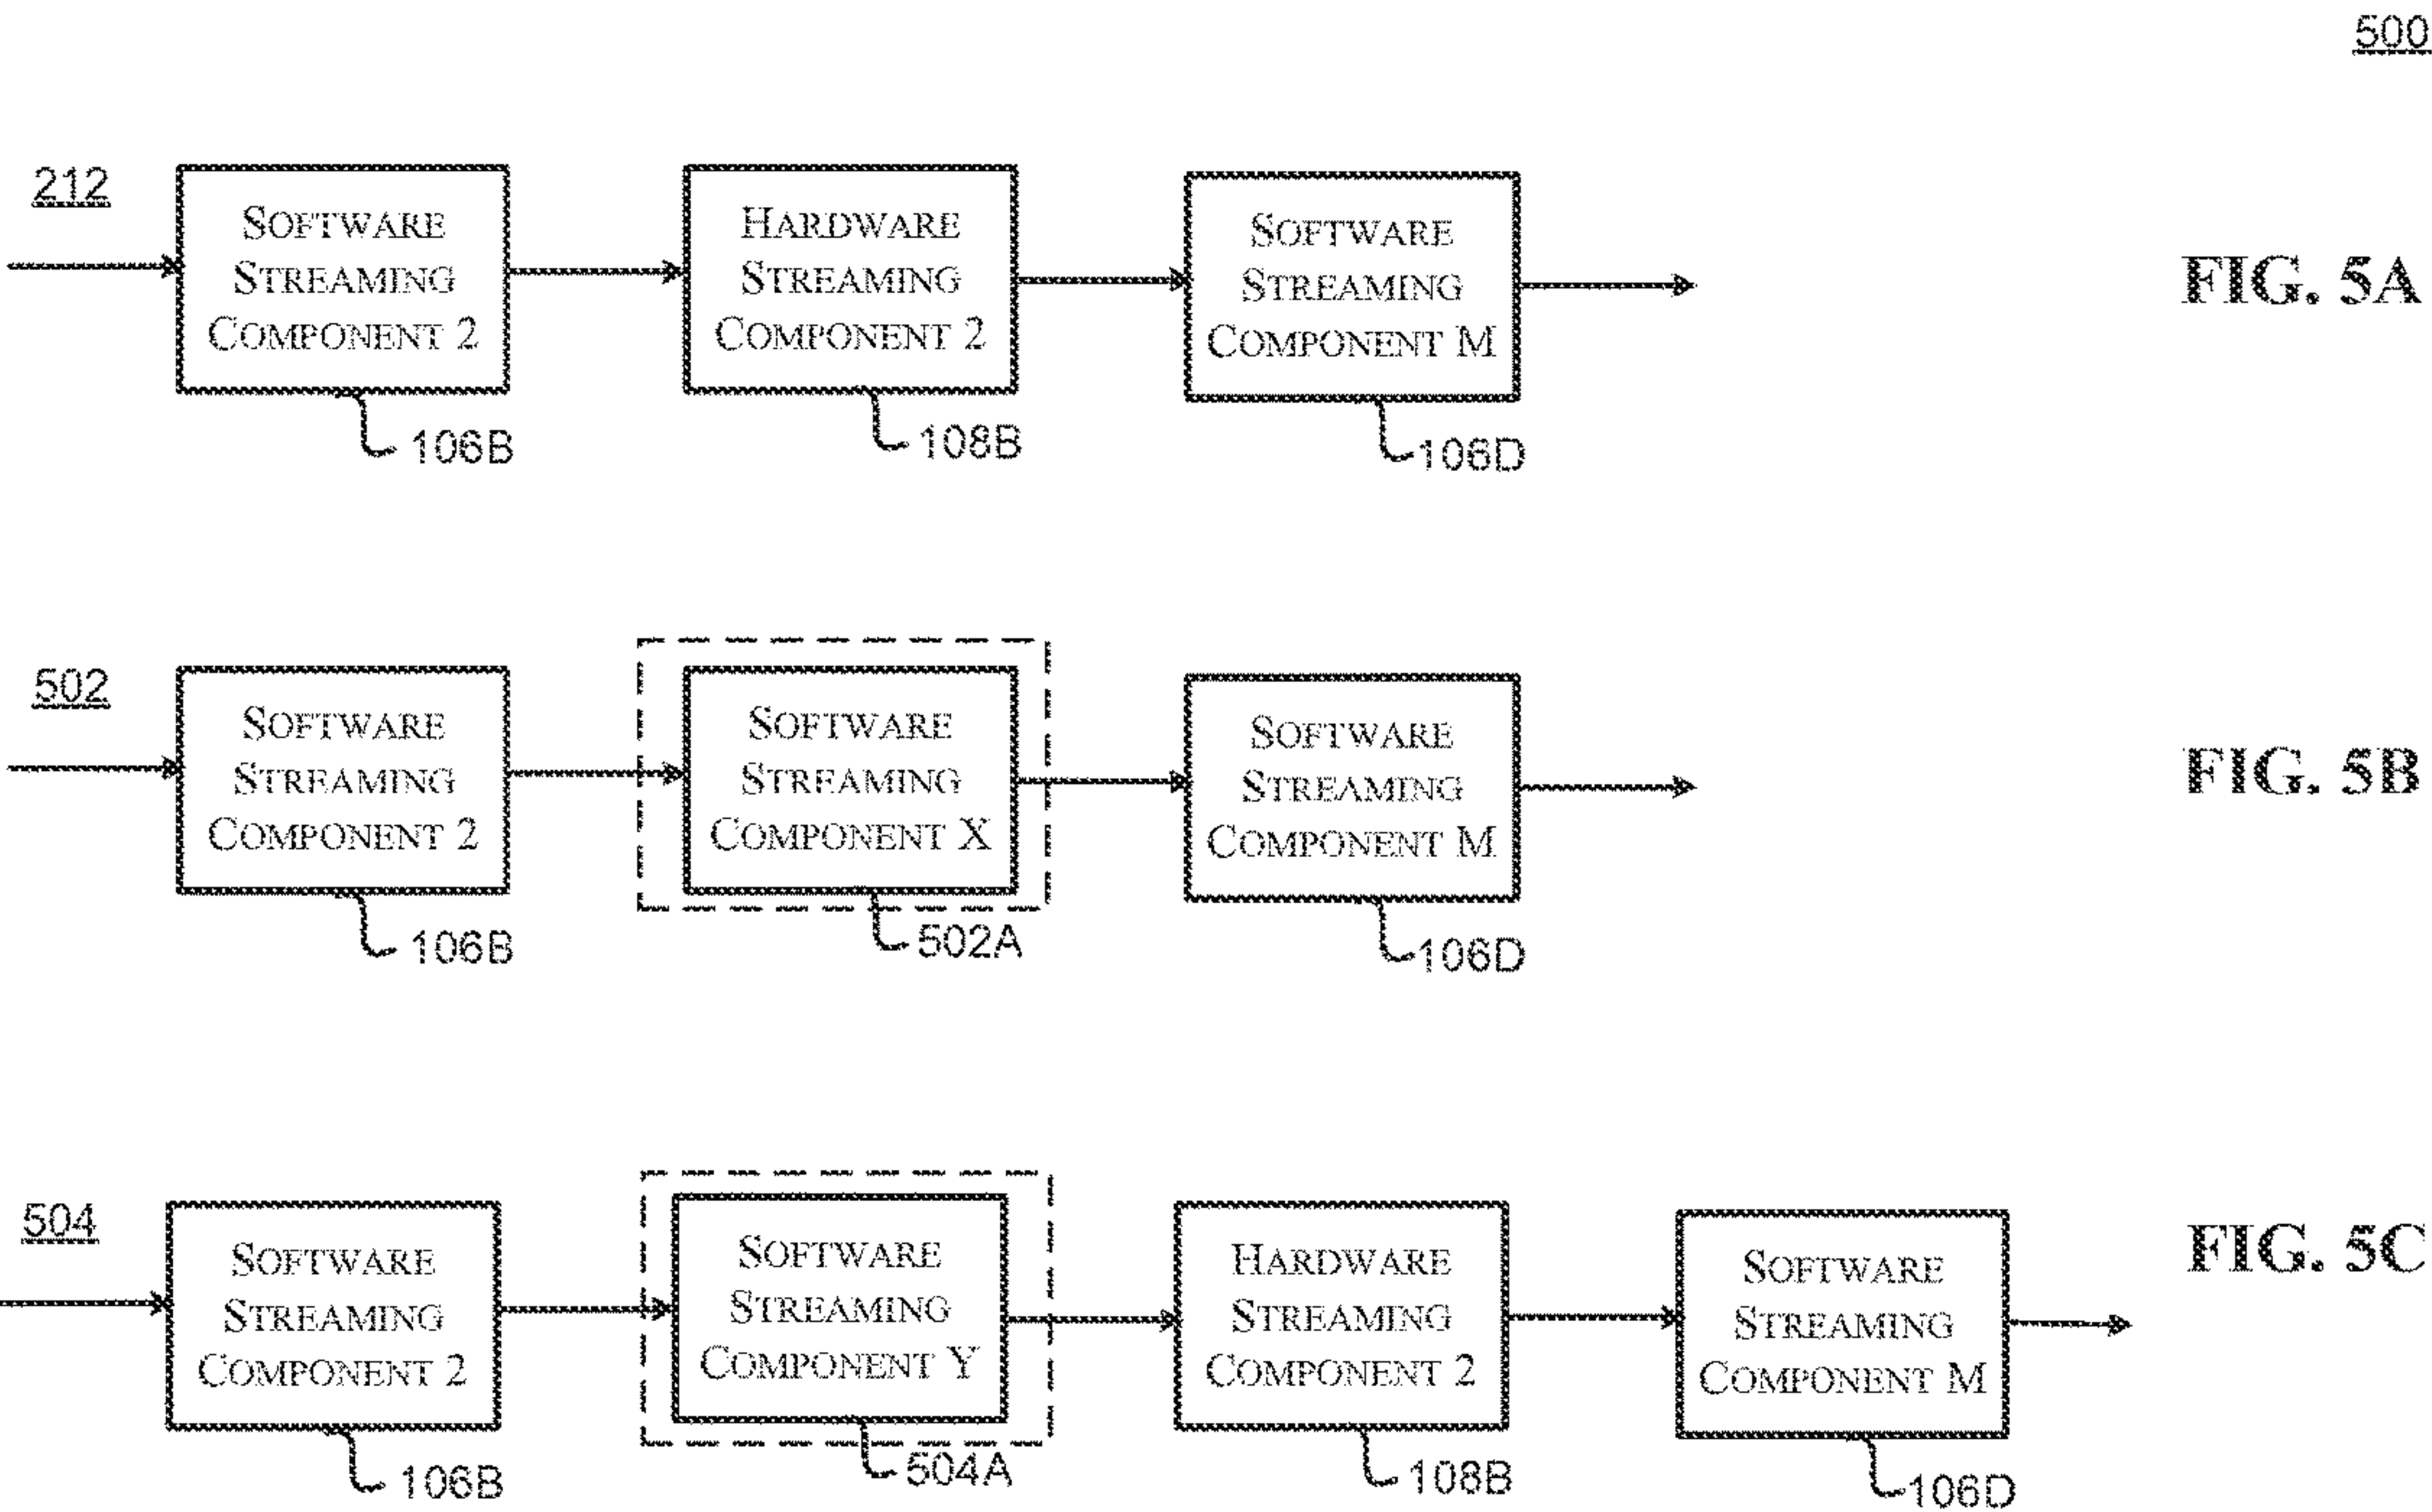 500
212
SOFTWARE
STREAMING
COMPONENT 2
HARDWARE
STREAMING
COMPONENT 2
SOFTWARE
STREAMING
COMPONENT M
FIG. 5A
106B
108B
106D
502
SOFTWARE
STREAMING
COMPONENT 2
SOFTWARE
STREAMING
COMPONENT X
SOFTWARE
STREAMING
COMPONENT M
FIG. 5B
106B
502A
106D
504
SOFTWARE
STREAMING
COMPONENT 2
SOFTWARE
STREAMING
COMPONENT Y
HARDWARE
STREAMING
COMPONENT 2
SOFTWARE
STREAMING
COMPONENT M
FIG. 5C
106B
504A
108B
106D